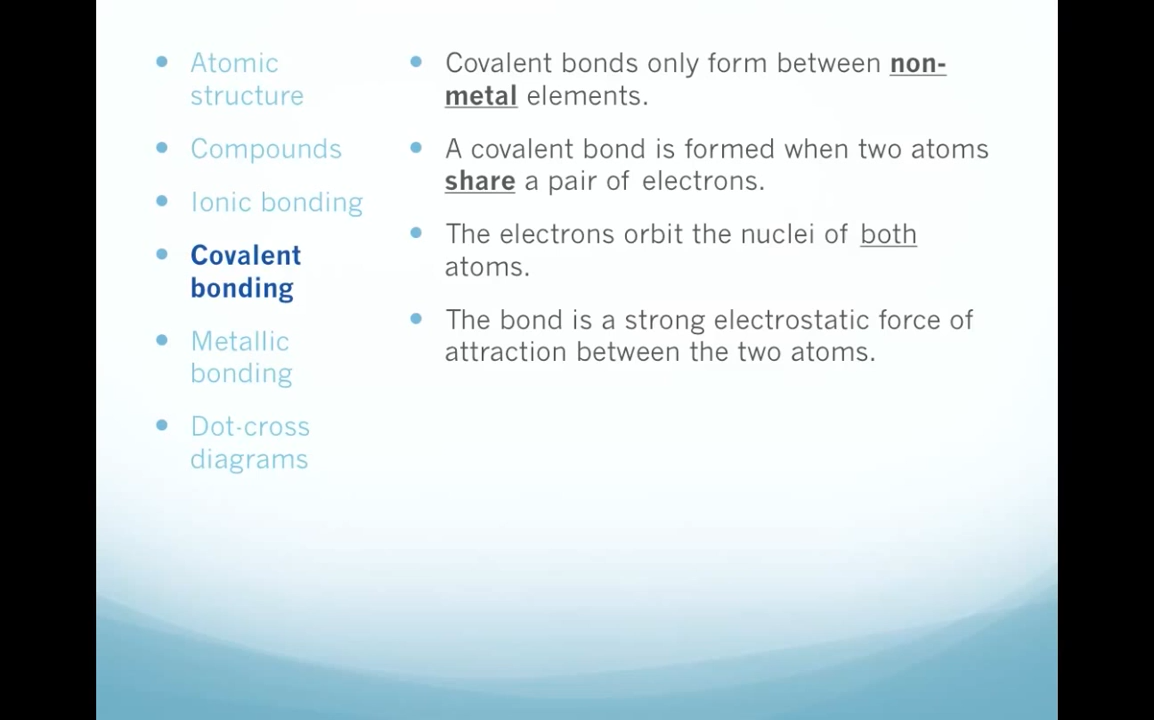 Atomic
structure
Compounds
Ionic bonding
Covalent
bonding
Metallic
bonding
Dot-cross
diagrams
Covalent bonds only form between non-
metal elements.
A covalent bond is formed when two atoms
share a pair of electrons.
The electrons orbit the nuclei of both
atoms.
The bond is a strong electrostatic force of
attraction between the two atoms.